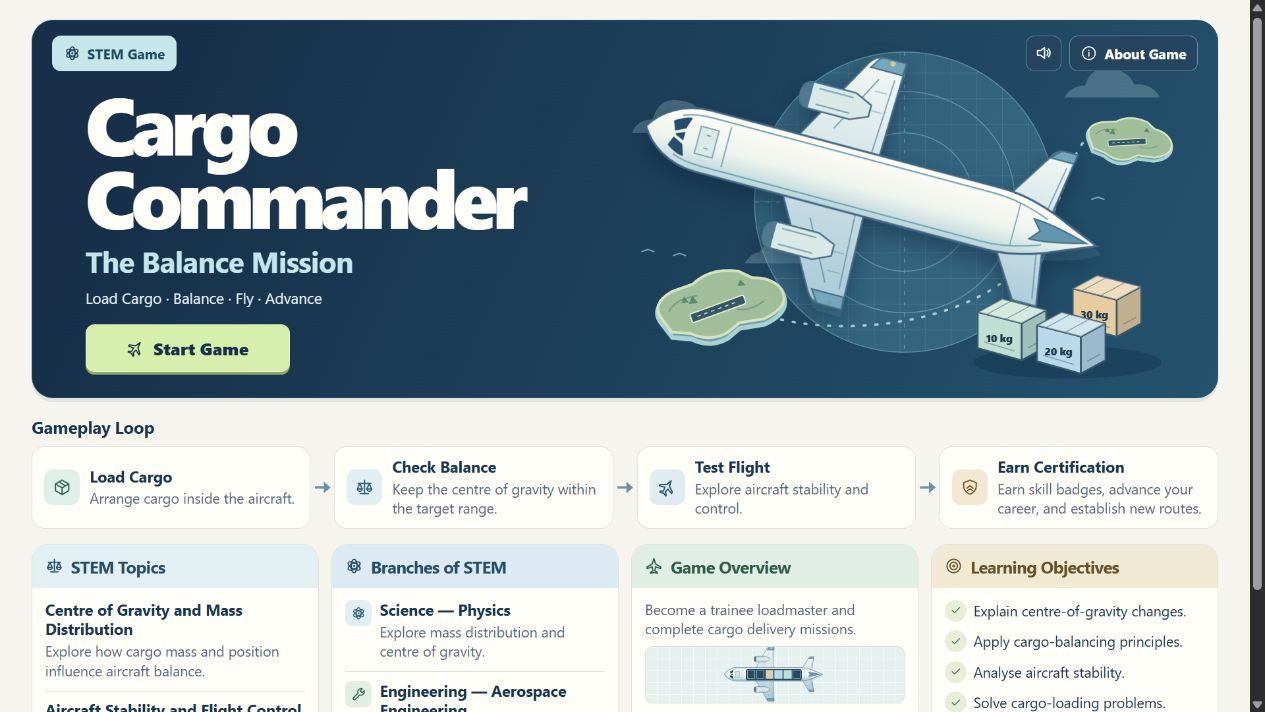 STEM Game
About Game
Cargo
Commander
The Balance Mission
Load Cargo · Balance · Fly · Advance
Start Game
10 kg
20 kg
30 kg
Gameplay Loop
Load Cargo
Arrange cargo inside the aircraft.
Check Balance
Keep the centre of gravity within
the target range.
Test Flight
Explore aircraft stability and
control.
Earn Certification
Earn skill badges, advance your
career, and establish new routes.
STEM Topics
Centre of Gravity and Mass
Distribution
Explore how cargo mass and position
influence aircraft balance.
Aircraft Stability and Flight Control
Branches of STEM
Science — Physics
Explore mass distribution and
centre of gravity.
Engineering — Aerospace
Engineering
Game Overview
Become a trainee loadmaster and
complete cargo delivery missions.
Learning Objectives
Explain centre-of-gravity changes.
Apply cargo-balancing principles.
Analyse aircraft stability.
Solve cargo-loading problems.